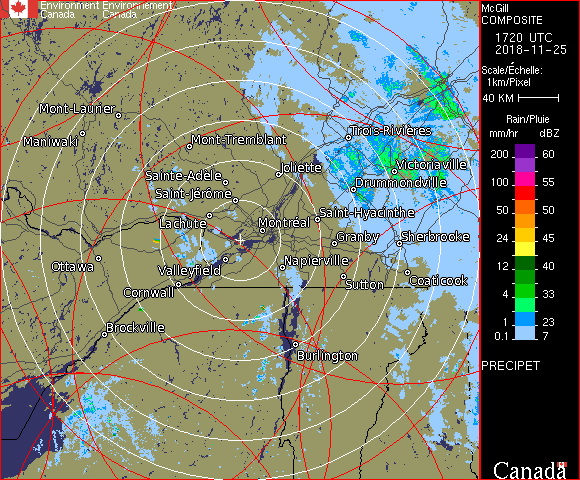 Environment Environnement
Canada Canada
McGill
COMPOSITE
1720 UTC
2018-11-25
Scale/Échelle:
1km/Pixel
40 KM
Rain/Pluie
mm/hr dBZ
200 60
150 57
100 55
50 50
24 45
12 40
4 33
1 23
0.1 7
PRECIPET
Canada
Mont-Laurier
Maniwaki
Mont-Tremblant
Trois-Rivières
Joliette
Victoriaville
Sainte-Adèle
Drummondville
Saint-Jérôme
Saint-Hyacinthe
Lachute
Montréal
Granby
Sherbrooke
Ottawa
Valleyfield
Napierville
Coaticook
Sutton
Cornwall
Brockville
Burlington